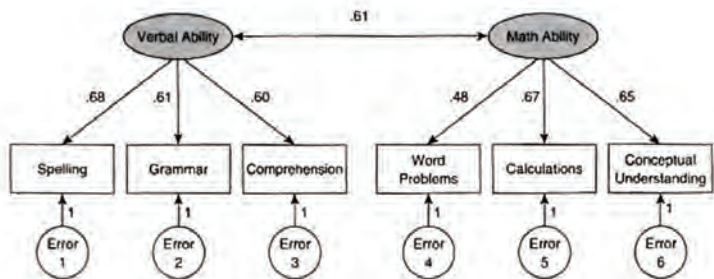 .61
Verbal Ability
Math Ability
.68
.61
.60
.48
.67
.65
Spelling
Grammar
Comprehension
Word
Problems
Calculations
Conceptual
Understanding
1
1
1
1
1
1
Error
1
Error
2
Error
3
Error
4
Error
5
Error
6